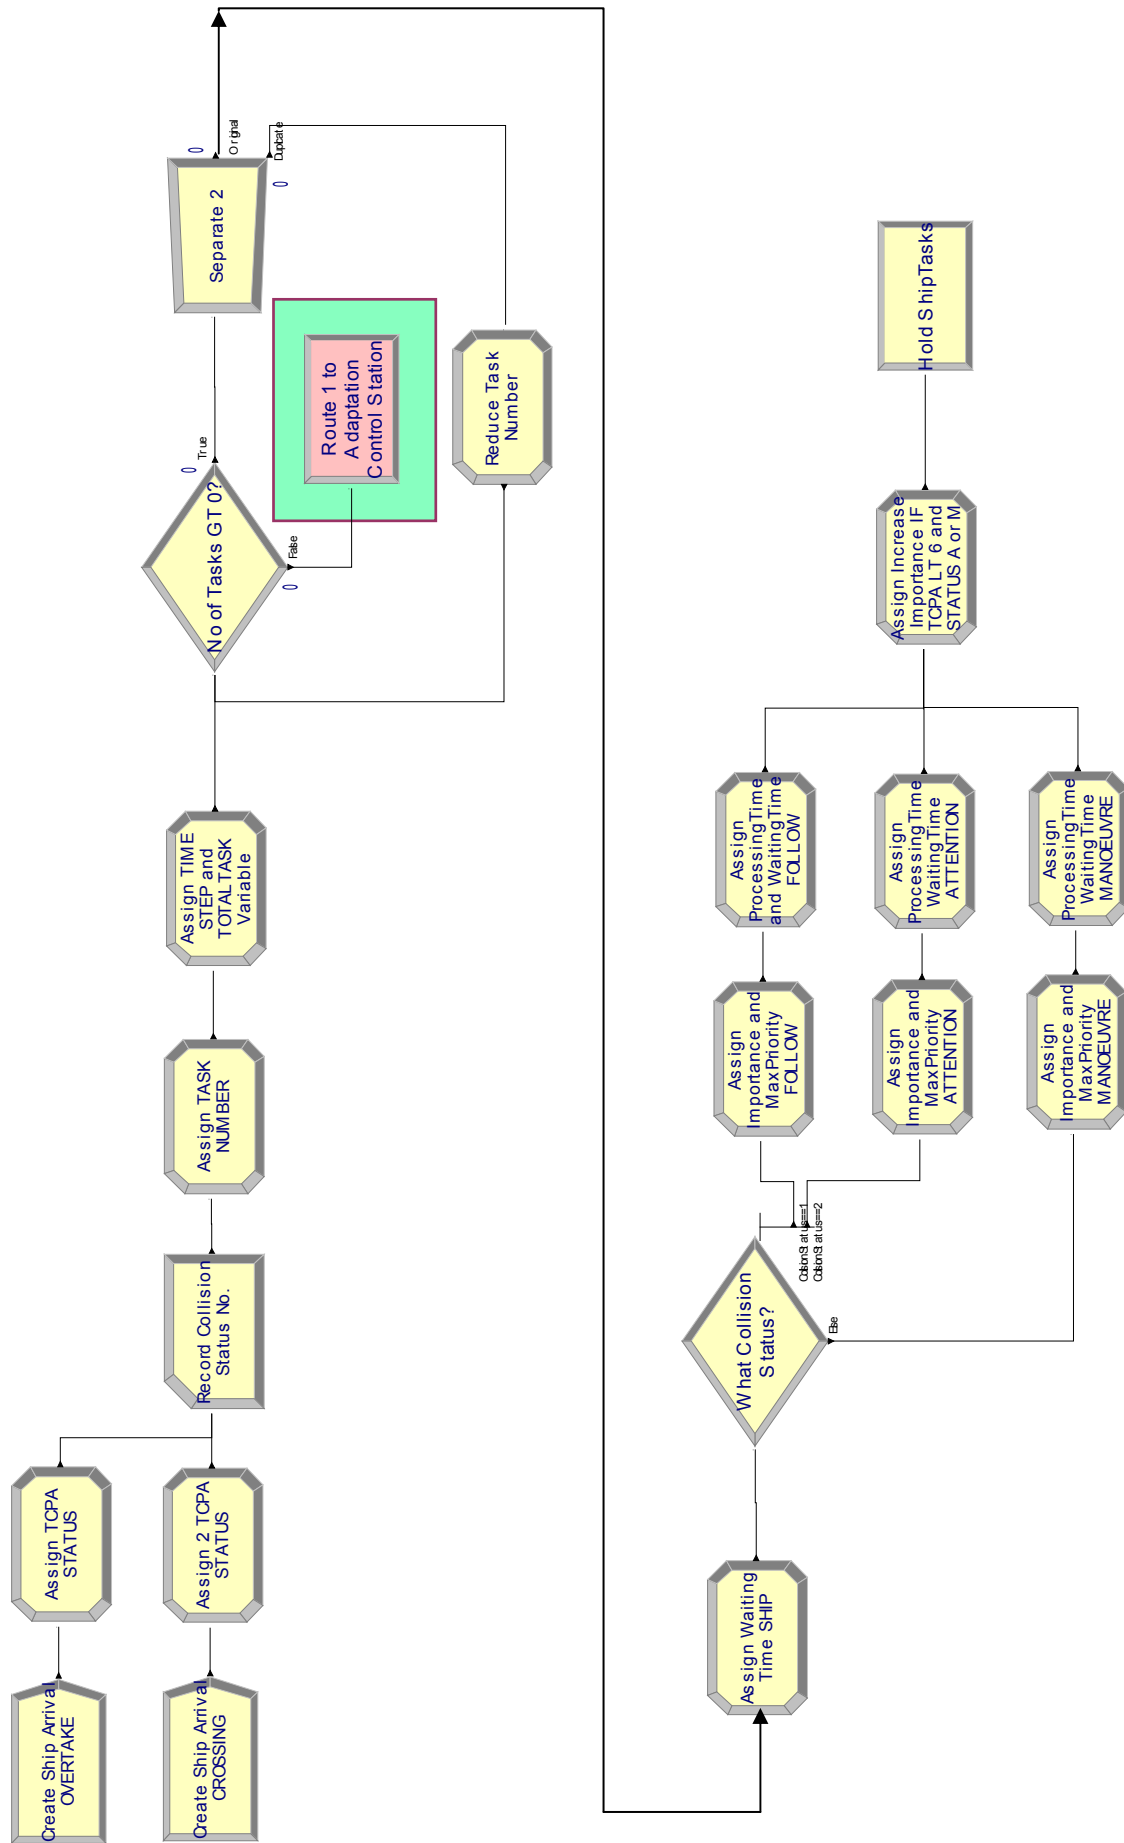 Create Ship Arrival
OVERTAKE
Assign TCPA
STATUS
Create Ship Arrival
CROSSING
Assign 2 TCPA
STATUS
Record Collision
Status No.
Assign TASK
NUMBER
Assign TIME
STEP and
TOTALTASK
Variable
No of Tasks GT 0?
0
True
0
False
Separate 2
0
Original
0
Duplicate
Route 1 to
Adaptation
Control Station
Reduce Task
Number
Assign Waiting
Time SHIP
What Collision
Status?
Else
CollsionStatus==1
CollsionStatus==2
Assign
Importance and
MaxPriority
FOLLOW
Assign
ProcessingTime
and WaitingTime
FOLLOW
Assign
Importance and
MaxPriority
ATTENTION
Assign
ProcessingTime
WaitingTime
ATTENTION
Assign
Importance and
MaxPriority
MANOEUVRE
Assign
ProcessingTime
WaitingTime
MANOEUVRE
Assign Increase
Importance IF
TCPA LT 6 and
STATUS A or M
Hold ShipTasks